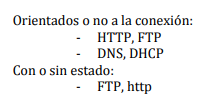 Orientados o no a la conexión:
- HTTP, FTP
- DNS, DHCP
Con o sin estado:
- FTP, http